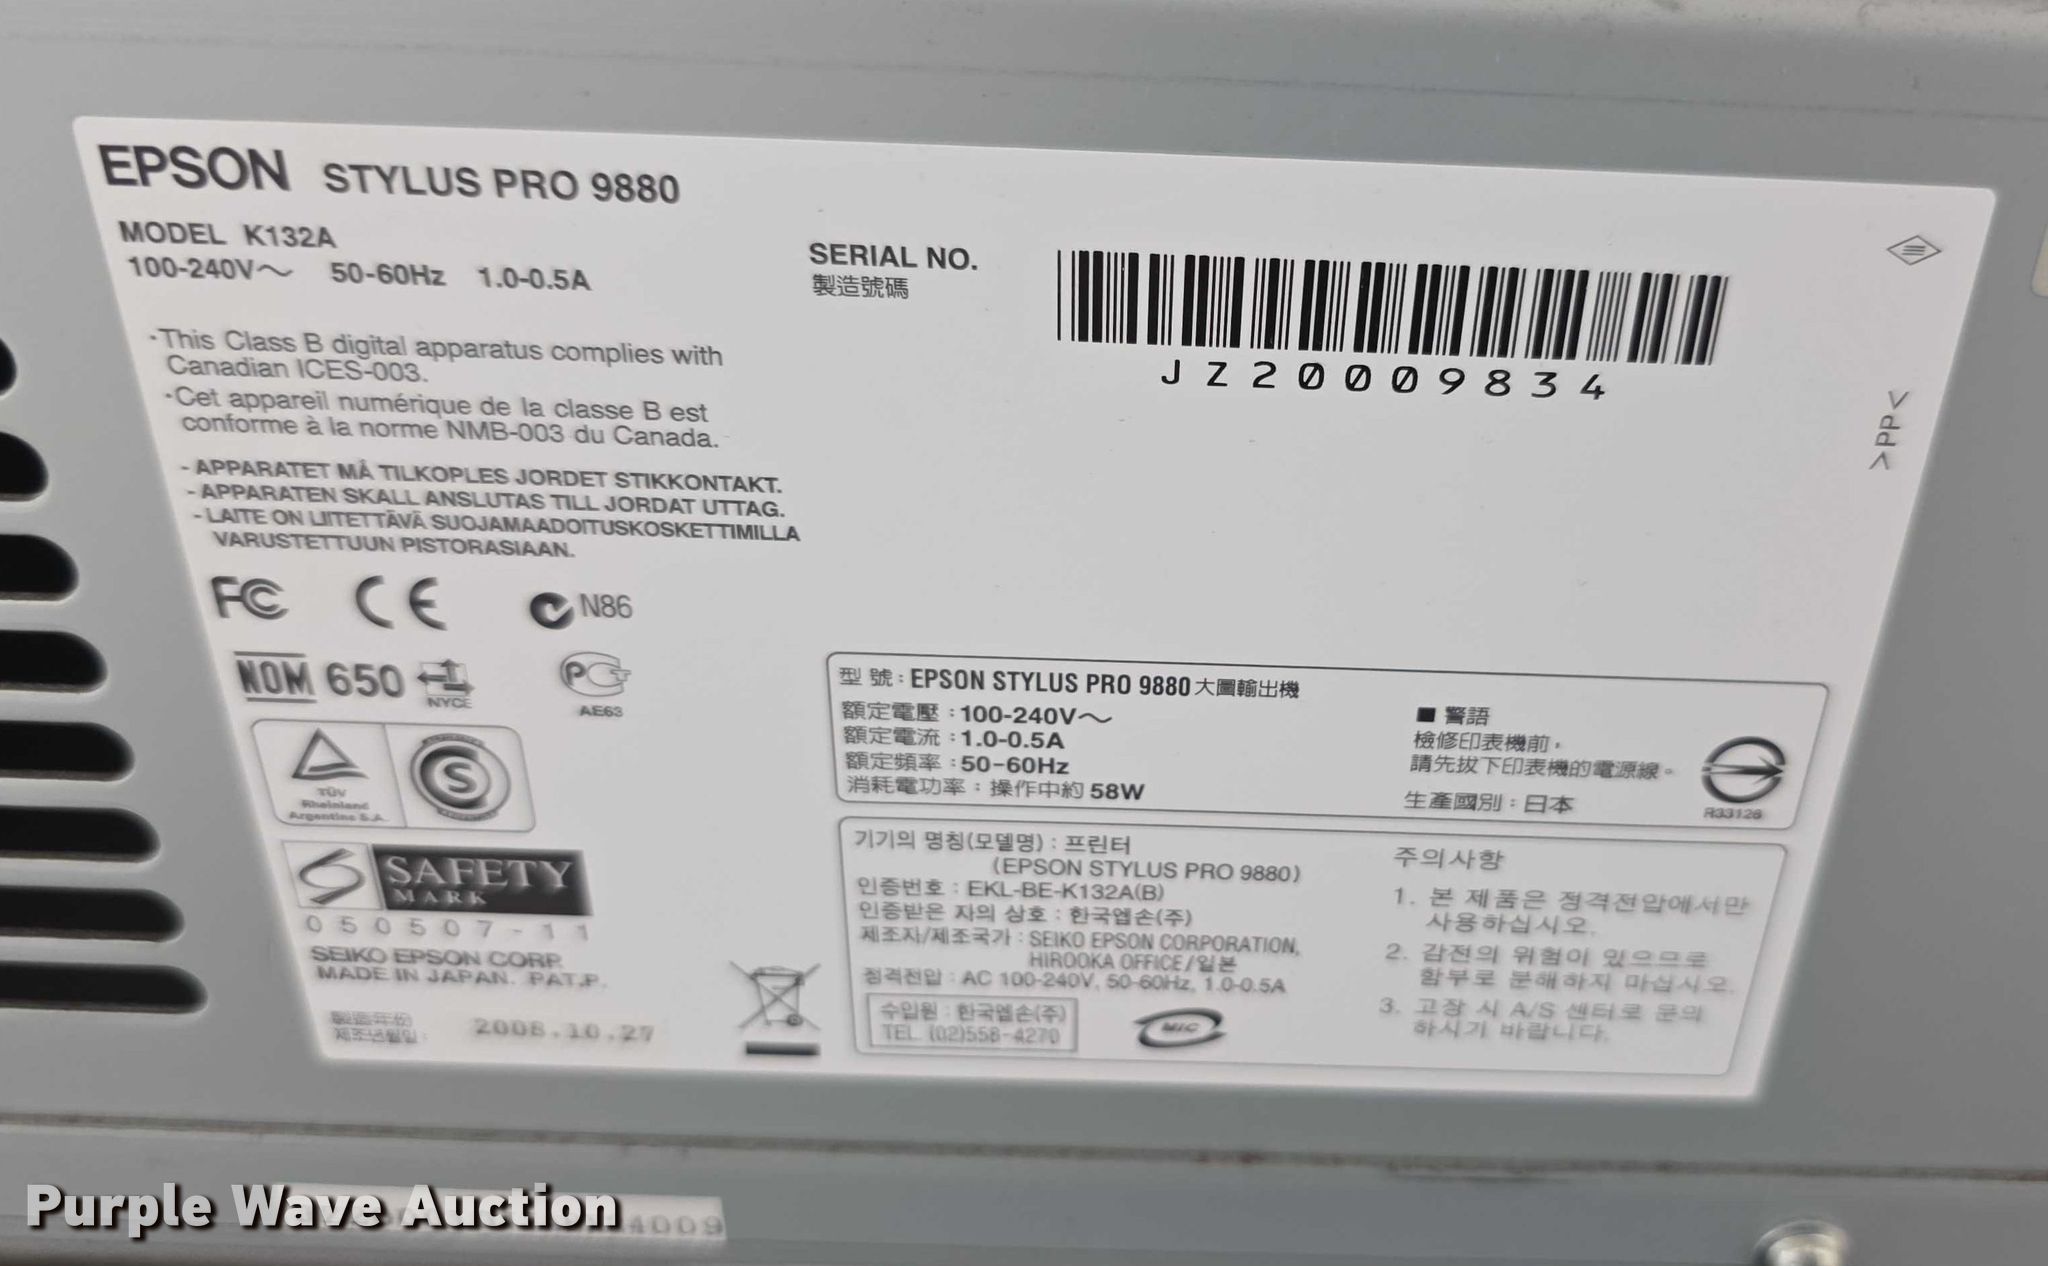 EPSON STYLUS PRO 9880
MODEL K132A
100-240V～ 50-60Hz 1.0-0.5A
SERIAL NO.
製造號碼
JZ20009834
>PP<
·This Class B digital apparatus complies with
Canadian ICES-003.
·Cet appareil numérique de la classe B est
conforme à la norme NMB-003 du Canada.
- APPARATET MÅ TILKOPLES JORDET STIKKONTAKT.
- APPARATEN SKALL ANSLUTAS TILL JORDAT UTTAG.
- LAITE ON LIITETTÄVÄ SUOJAMAADOITUSKOSKETTIMILLA
VARUSTETTUUN PISTORASIAAN.
FC CE N86
NOM 650 NYCE
PCT
AE63
TÜV
Rheinland
Argentina S.A.
S
SAFETY
MARK
050507-11
SEIKO EPSON CORP.
MADE IN JAPAN. PAT.P.
製造年份
제조년월일: 2008.10.27
型號：EPSON STYLUS PRO 9880 大圖輸出機
額定電壓：100-240V～
額定電流：1.0-0.5A
額定頻率：50-60Hz
消耗電功率：操作中約 58W
■ 警語
檢修印表機前，
請先拔下印表機的電源線。
生產國別：日本
R33126
기기의 명칭(모델명) : 프린터
(EPSON STYLUS PRO 9880)
인증번호 : EKL-BE-K132A(B)
인증받은 자의 상호 : 한국엡손(주)
제조자/제조국가 : SEIKO EPSON CORPORATION,
HIROOKA OFFICE/일본
정격전압 : AC 100-240V, 50-60Hz, 1.0-0.5A
수입원 : 한국엡손(주)
TEL. (02)558-4270
MIC
주의사항
1. 본 제품은 정격전압에서만
사용하십시오.
2. 감전의 위험이 있으므로
함부로 분해하지 마십시오.
3. 고장 시 A/S 센터로 문의
하시기 바랍니다.
Purple Wave Auction
4009